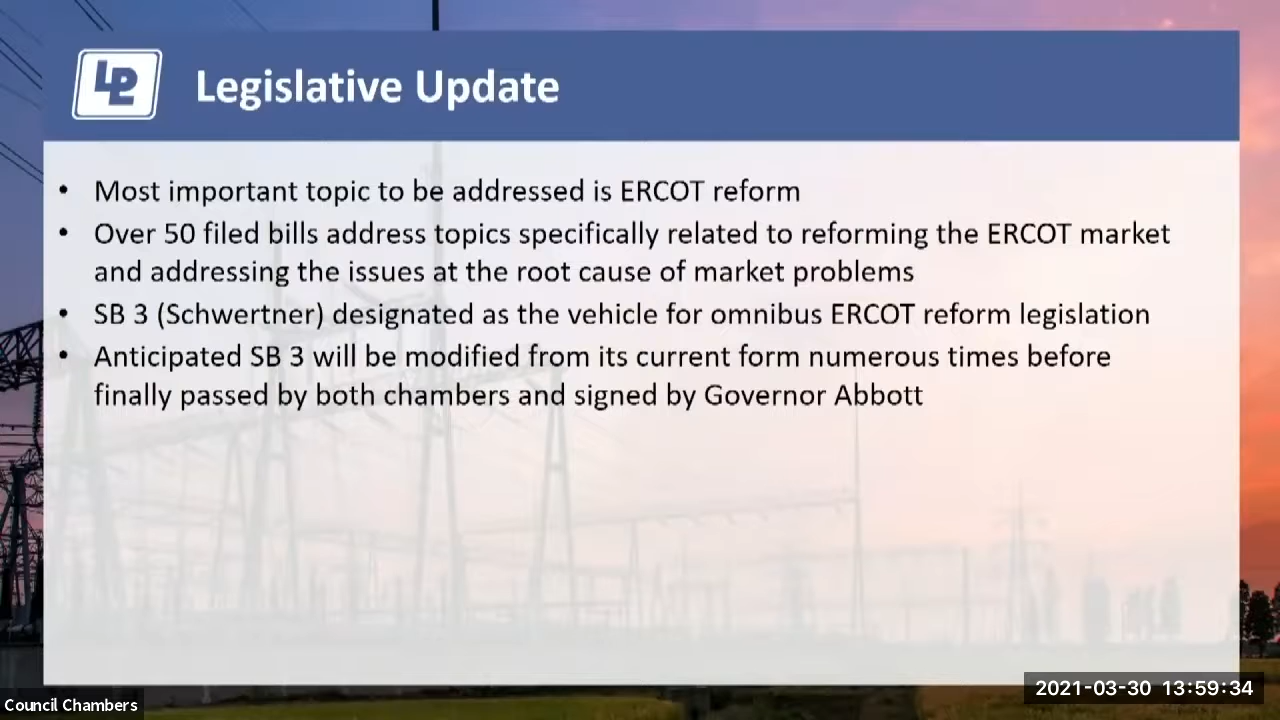 LP
Legislative Update
• Most important topic to be addressed is ERCOT reform
• Over 50 filed bills address topics specifically related to reforming the ERCOT market
and addressing the issues at the root cause of market problems
• SB 3 (Schwertner) designated as the vehicle for omnibus ERCOT reform legislation
• Anticipated SB 3 will be modified from its current form numerous times before
finally passed by both chambers and signed by Governor Abbott
2021-03-30 13:59:34
Council Chambers